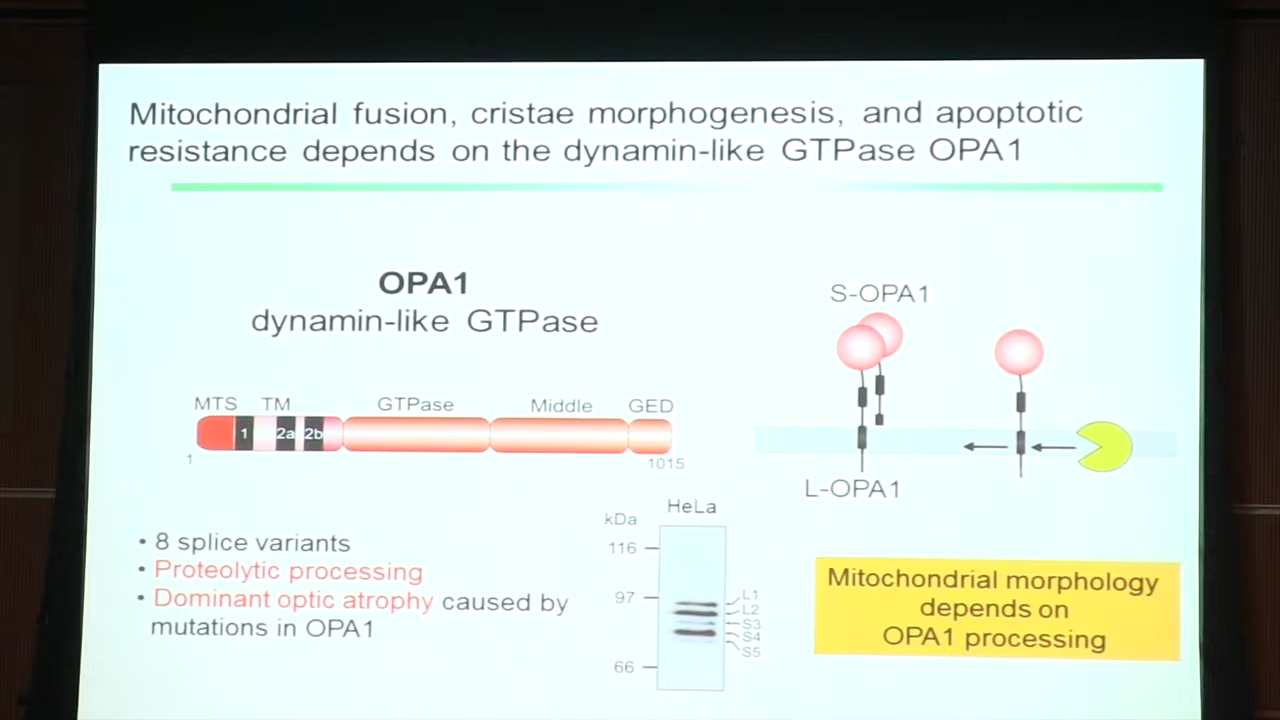 Mitochondrial fusion, cristae morphogenesis, and apoptotic
resistance depends on the dynamin-like GTPase OPA1
OPA1
dynamin-like GTPase
MTS TM GTPase Middle GED
1 2a 2b
1 1015
• 8 splice variants
• Proteolytic processing
• Dominant optic atrophy caused by
mutations in OPA1
HeLa
kDa
116
97
66
L1
L2
S3
S4
S5
S-OPA1
L-OPA1
Mitochondrial morphology
depends on
OPA1 processing